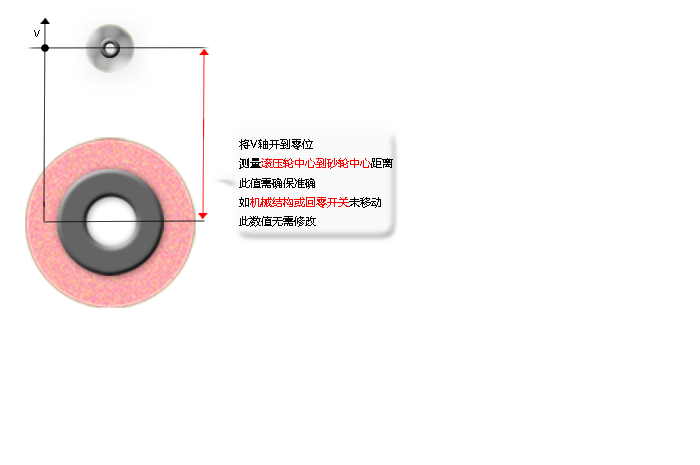 V
将V轴开到零位
测量滚压轮中心到砂轮中心距离
此值需确保准确
如机械结构或回零开关未移动
此数值无需修改